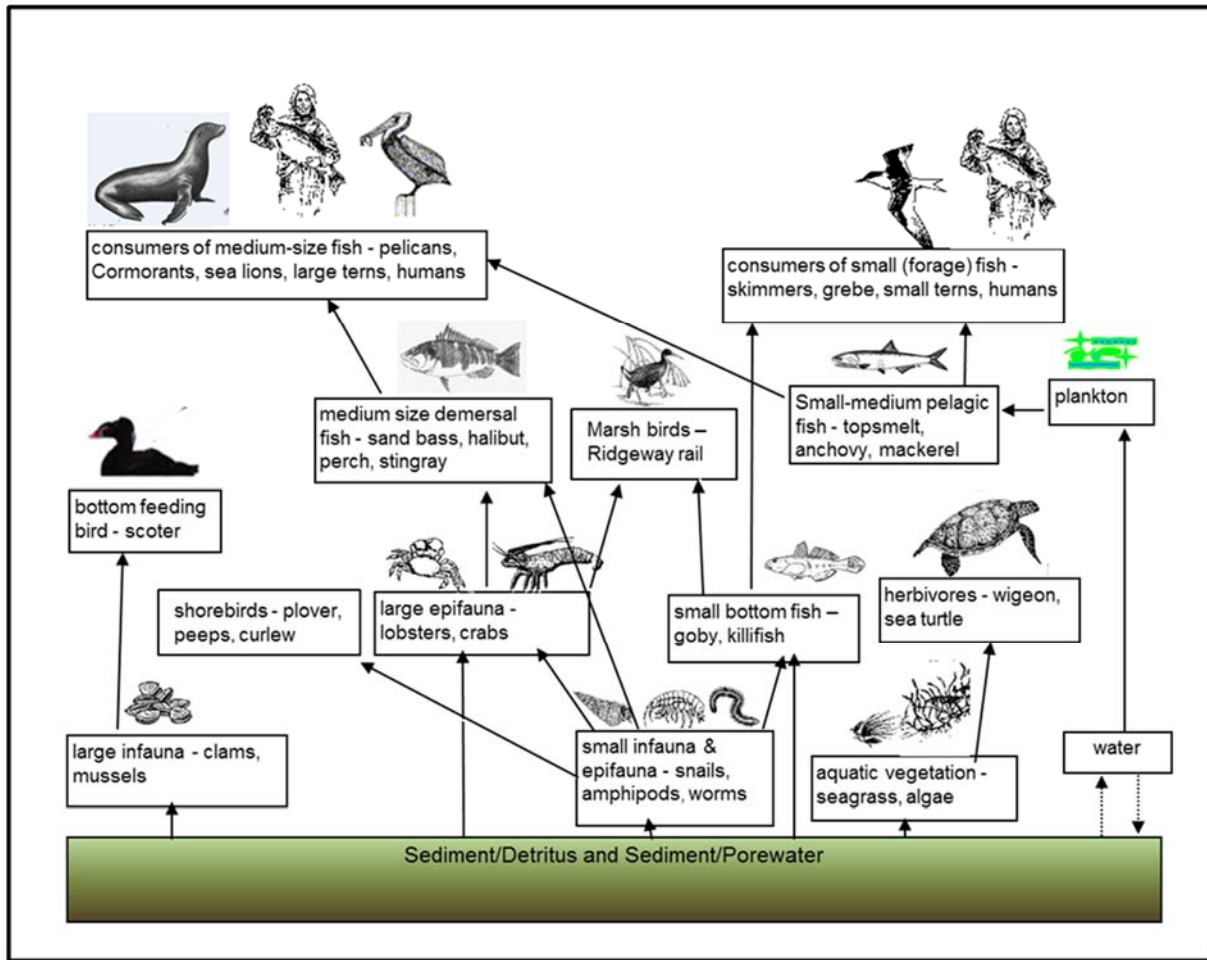 consumers of medium-size fish - pelicans,
Cormorants, sea lions, large terns, humans
consumers of small (forage) fish -
skimmers, grebe, small terns, humans
medium size demersal
fish - sand bass, halibut,
perch, stingray
Marsh birds –
Ridgeway rail
Small-medium pelagic
fish - topsmelt,
anchovy, mackerel
plankton
bottom feeding
bird - scoter
shorebirds - plover,
peeps, curlew
large epifauna -
lobsters, crabs
small bottom fish –
goby, killifish
herbivores - wigeon,
sea turtle
large infauna - clams,
mussels
small infauna &
epifauna - snails,
amphipods, worms
aquatic vegetation -
seagrass, algae
water
Sediment/Detritus and Sediment/Porewater